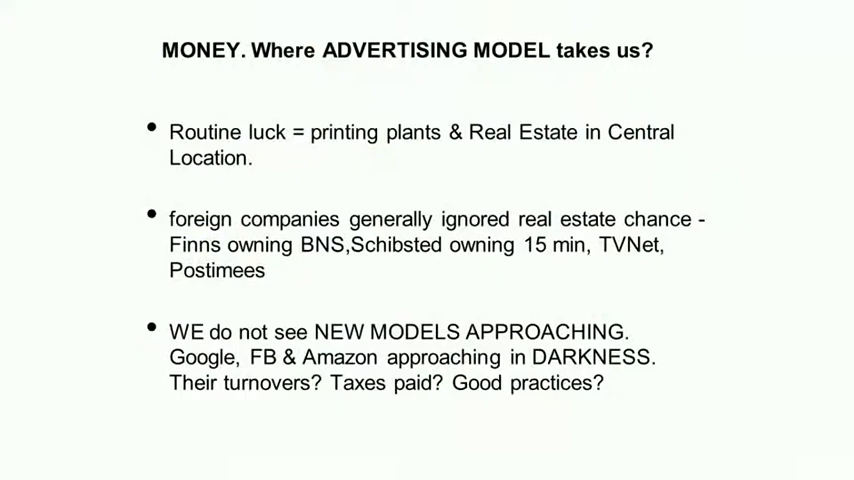 MONEY. Where ADVERTISING MODEL takes us?
• Routine luck = printing plants & Real Estate in Central
Location.
• foreign companies generally ignored real estate chance -
Finns owning BNS,Schibsted owning 15 min, TVNet,
Postimees
• WE do not see NEW MODELS APPROACHING.
Google, FB & Amazon approaching in DARKNESS.
Their turnovers? Taxes paid? Good practices?